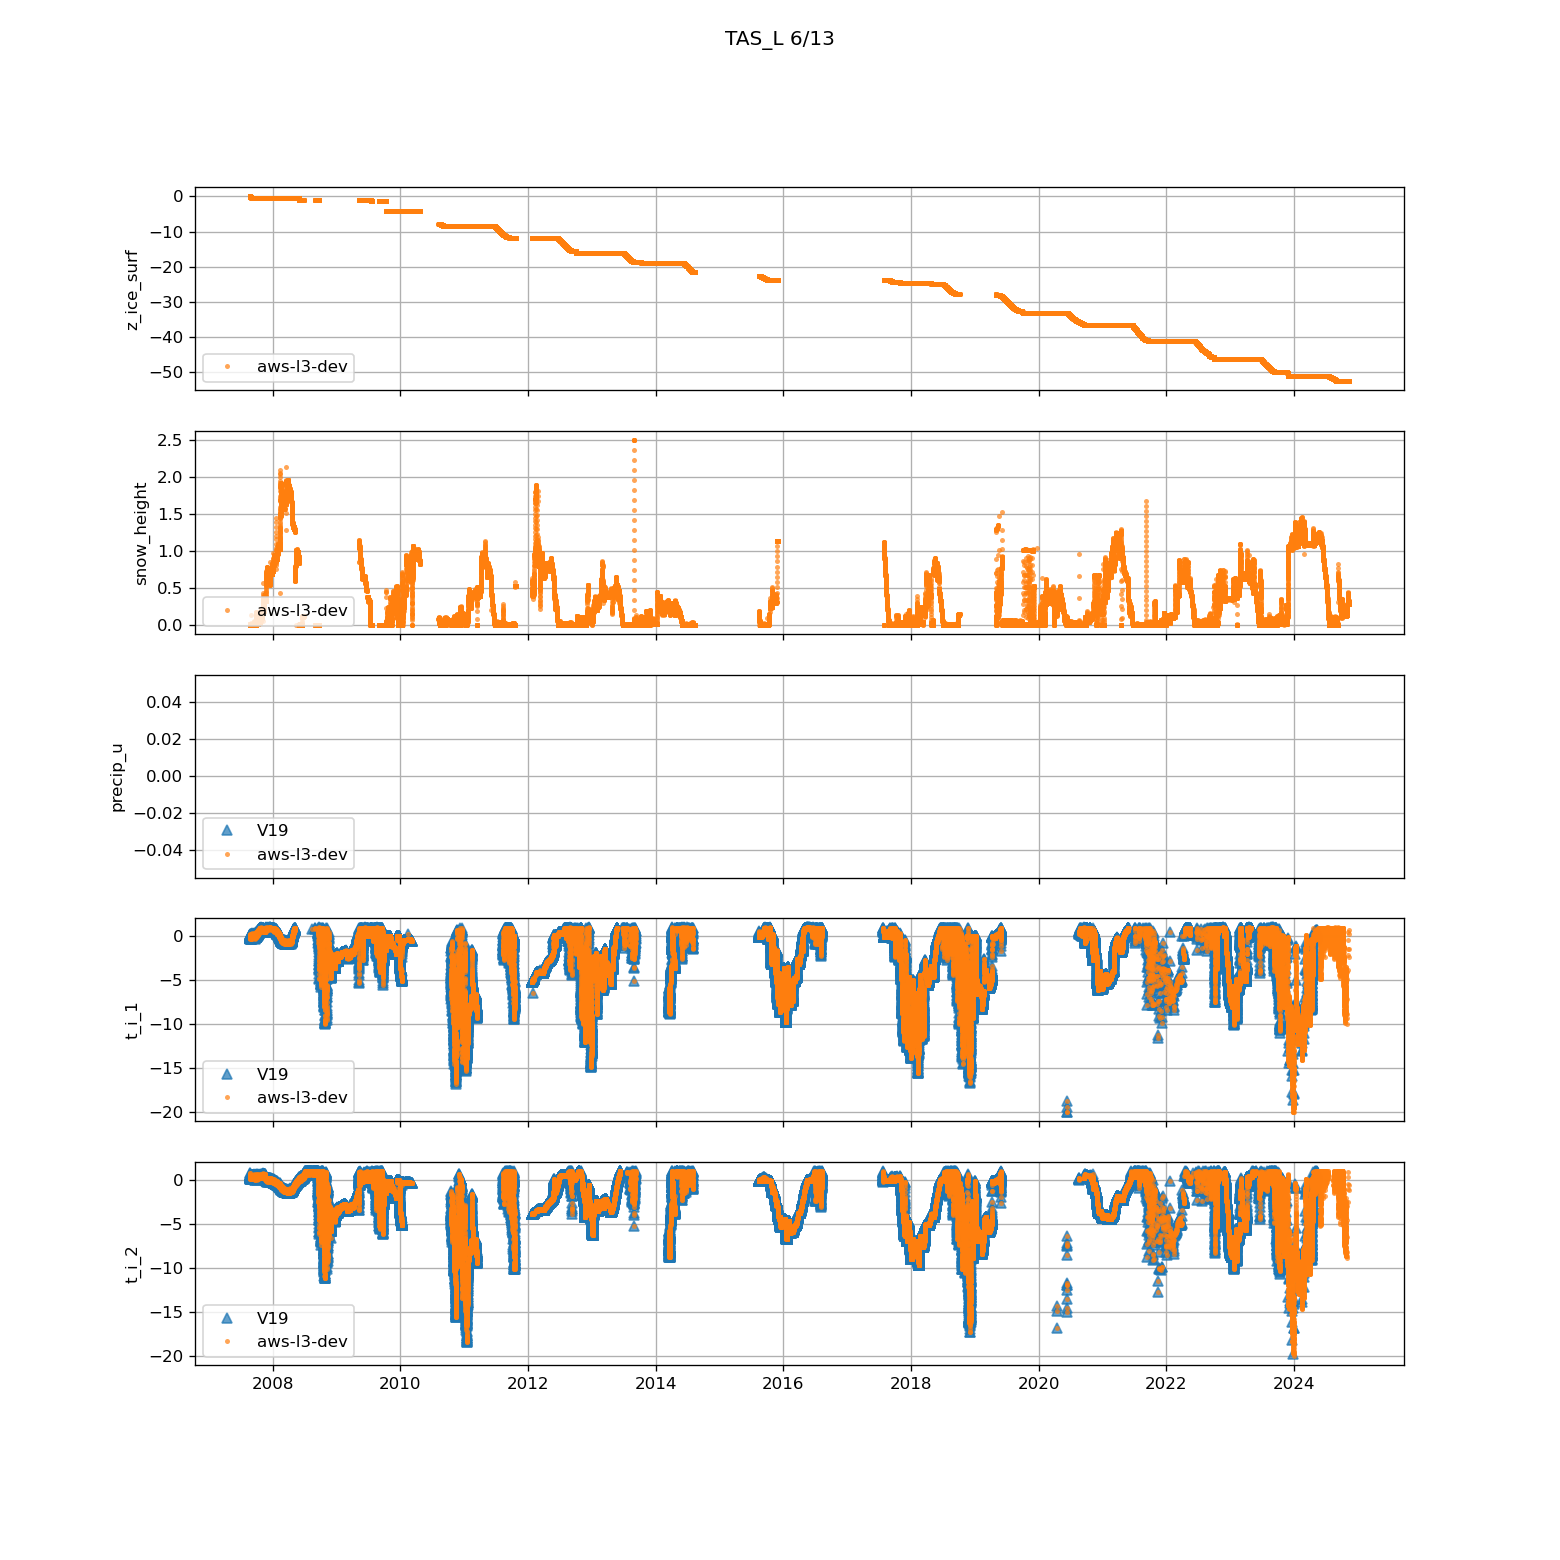 TAS_L 6/13
0
−10
−20
−30
−40
−50
z_ice_surf
aws-l3-dev
2.5
2.0
1.5
1.0
0.5
0.0
snow_height
aws-l3-dev
0.04
0.02
0.00
−0.02
−0.04
precip_u
V19
aws-l3-dev
0
−5
−10
−15
−20
t_i_1
V19
aws-l3-dev
0
−5
−10
−15
−20
t_i_2
V19
aws-l3-dev
2008 2010 2012 2014 2016 2018 2020 2022 2024